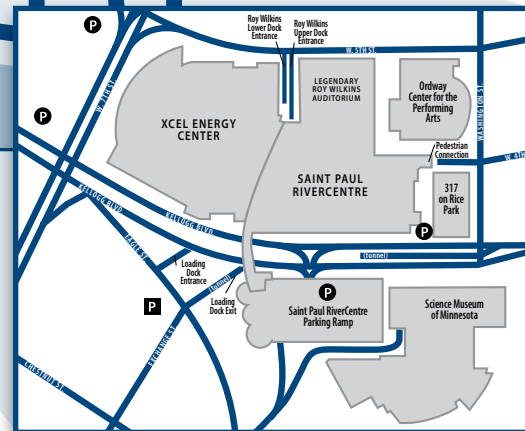 Roy Wilkins
Lower Dock
Entrance
Roy Wilkins
Upper Dock
Entrance
P
W. 5TH ST.
W. 7TH ST.
LEGENDARY
ROY WILKINS
AUDITORIUM
Ordway
Center for the
Performing
Arts
WASHINGTON ST.
P
XCEL ENERGY
CENTER
Pedestrian
Connection
W. 4TH
SAINT PAUL
RIVERCENTRE
317
on Rice
Park
KELLOGG BLVD.
KELLOGG BLVD.
P
EAGLE ST.
Loading
Dock
Entrance
(tunnel)
(tunnel)
P
Loading
Dock Exit
P
Saint Paul RiverCentre
Parking Ramp
Science Museum
of Minnesota
EXCHANGE ST.
CHESTNUT ST.